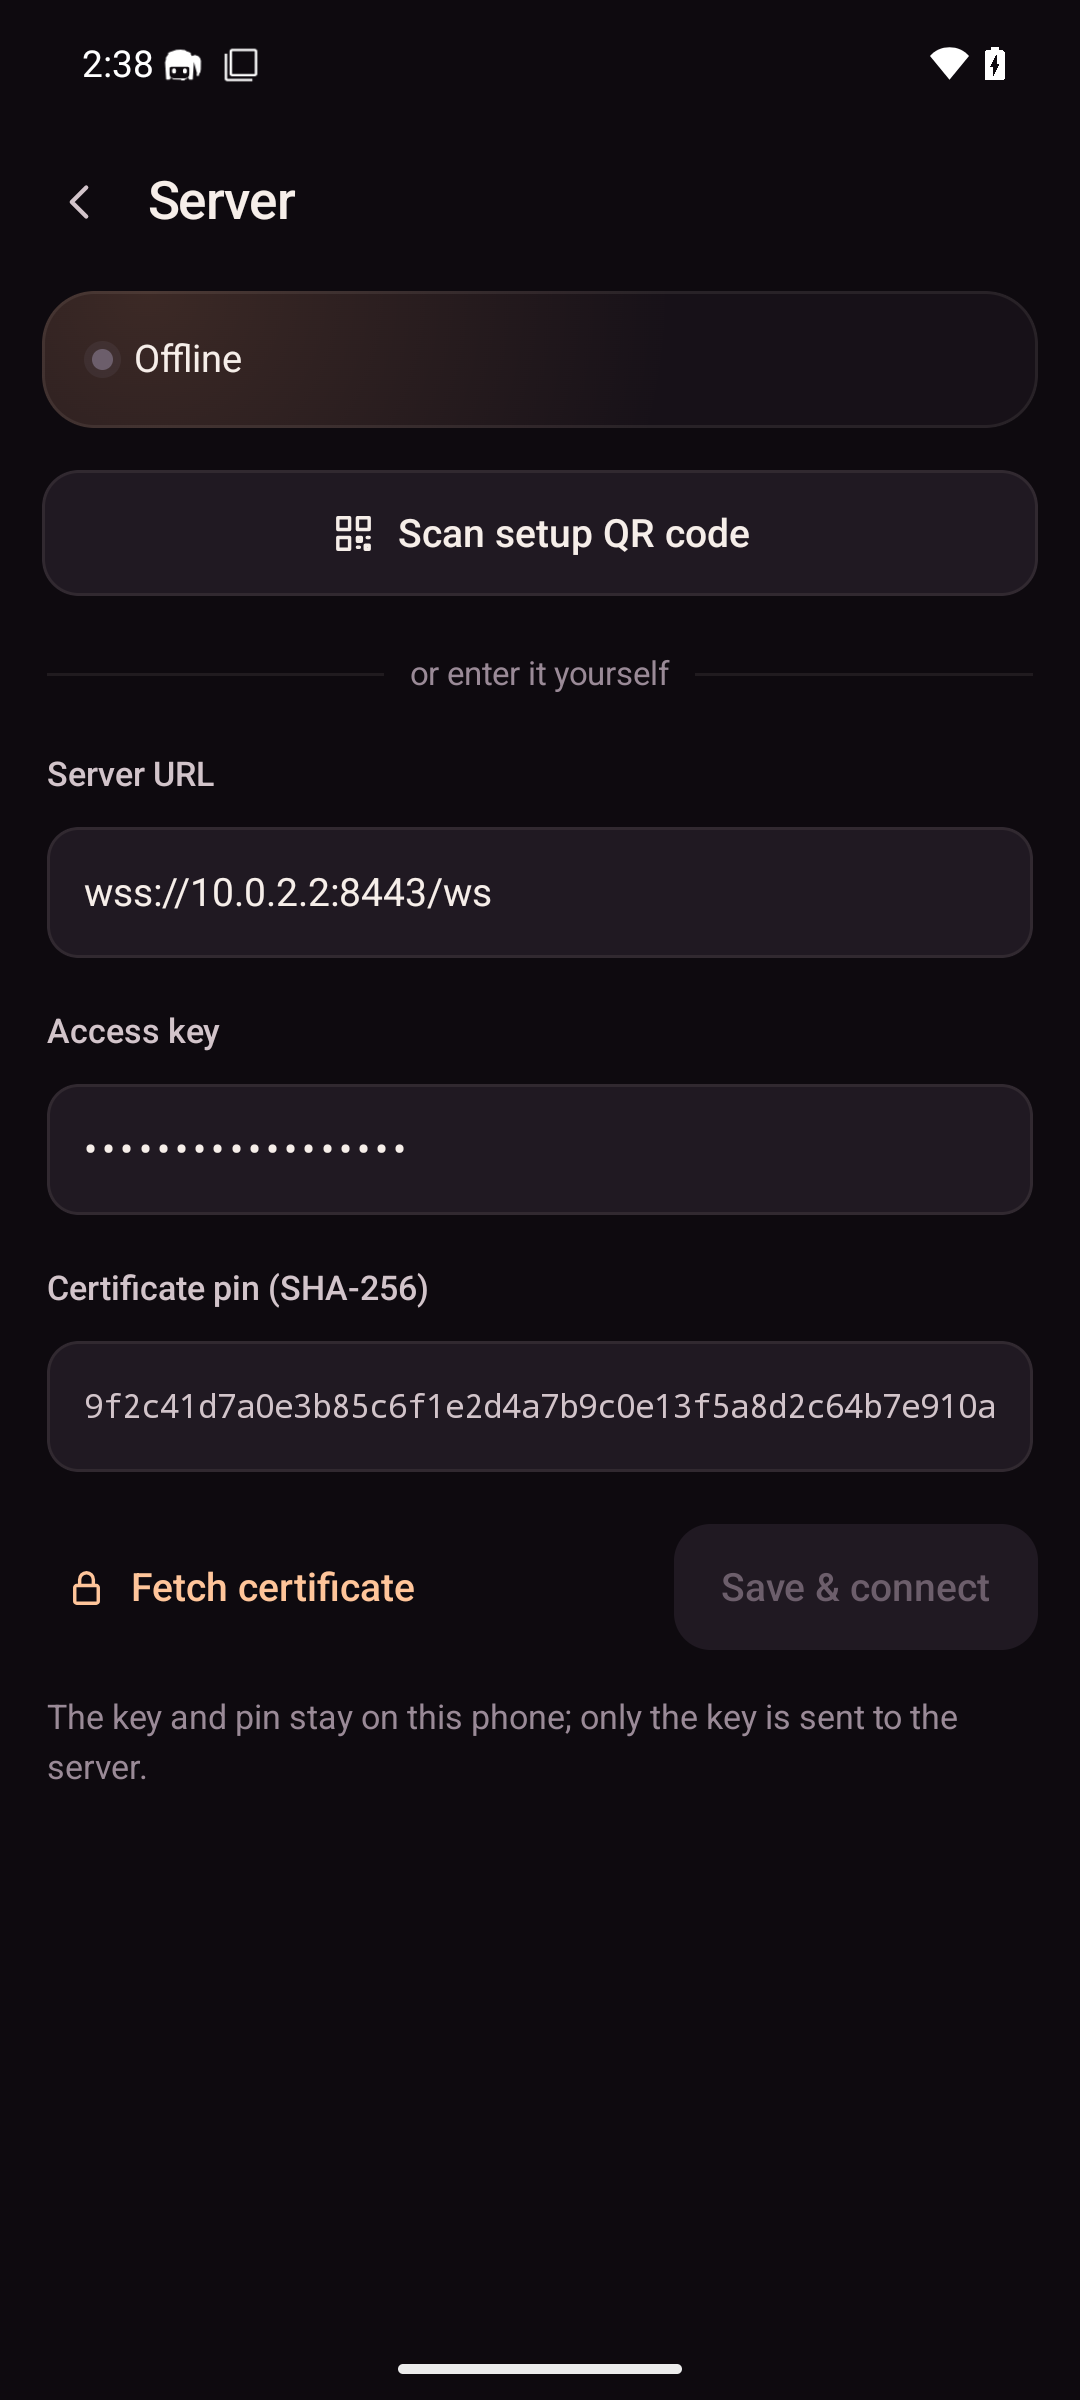 2:38
Server
Offline
Scan setup QR code
or enter it yourself
Server URL
wss://10.0.2.2:8443/ws
Access key
••••••••••••••••••
Certificate pin (SHA-256)
9f2c41d7a0e3b85c6f1e2d4a7b9c0e13f5a8d2c64b7e910a
Fetch certificate
Save & connect
The key and pin stay on this phone; only the key is sent to the
server.